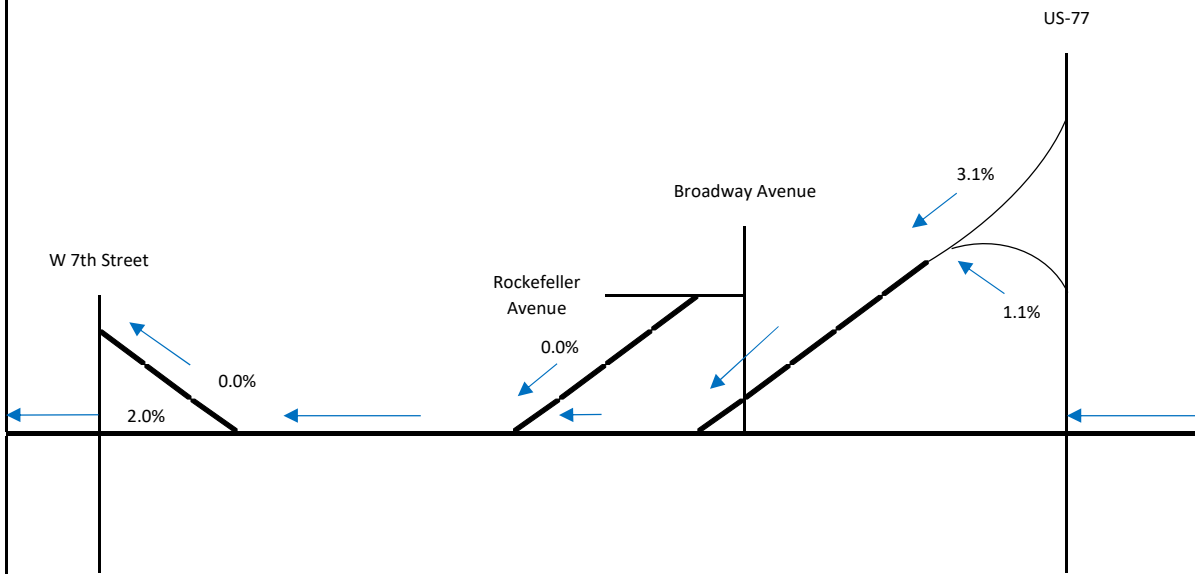 US-77
3.1%
Broadway Avenue
W 7th Street
Rockefeller
Avenue
1.1%
0.0%
0.0%
2.0%